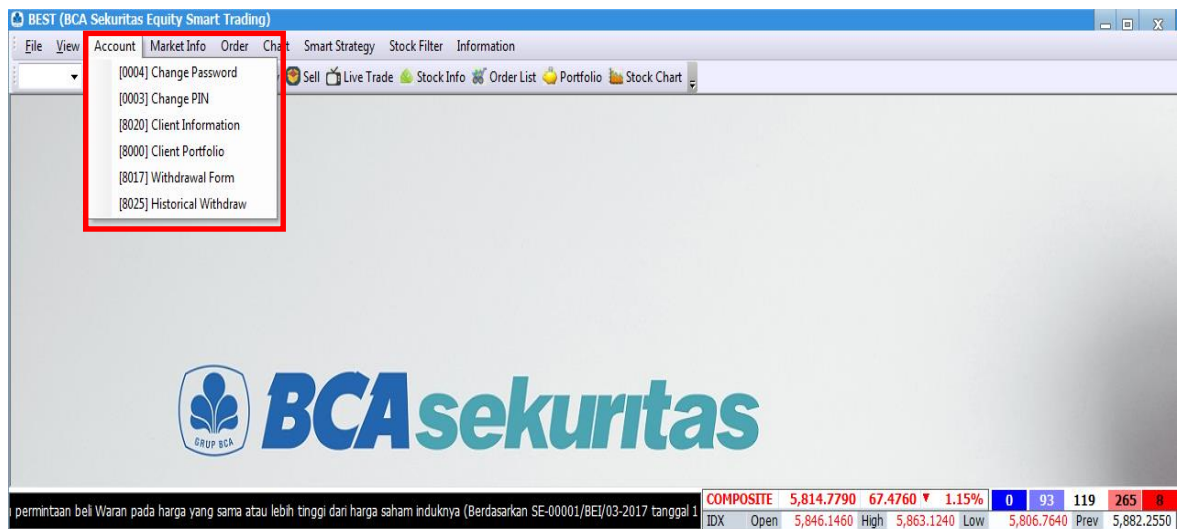 BEST (BCA Sekuritas Equity Smart Trading)
File View Account Market Info Order Chart Smart Strategy Stock Filter Information
Sell Live Trade Stock Info Order List Portfolio Stock Chart
[0004] Change Password
[0003] Change PIN
[8020] Client Information
[8000] Client Portfolio
[8017] Withdrawal Form
[8025] Historical Withdraw
GRUP BCA
BCAsekuritas
permintaan beli Waran pada harga yang sama atau lebih tinggi dari harga saham induknya (Berdasarkan SE-00001/BEI/03-2017 tanggal 1
COMPOSITE 5,814.7790 67.4760 ▼ 1.15% 0 93 119 265 8
IDX Open 5,846.1460 High 5,863.1240 Low 5,806.7640 Prev 5,882.2550